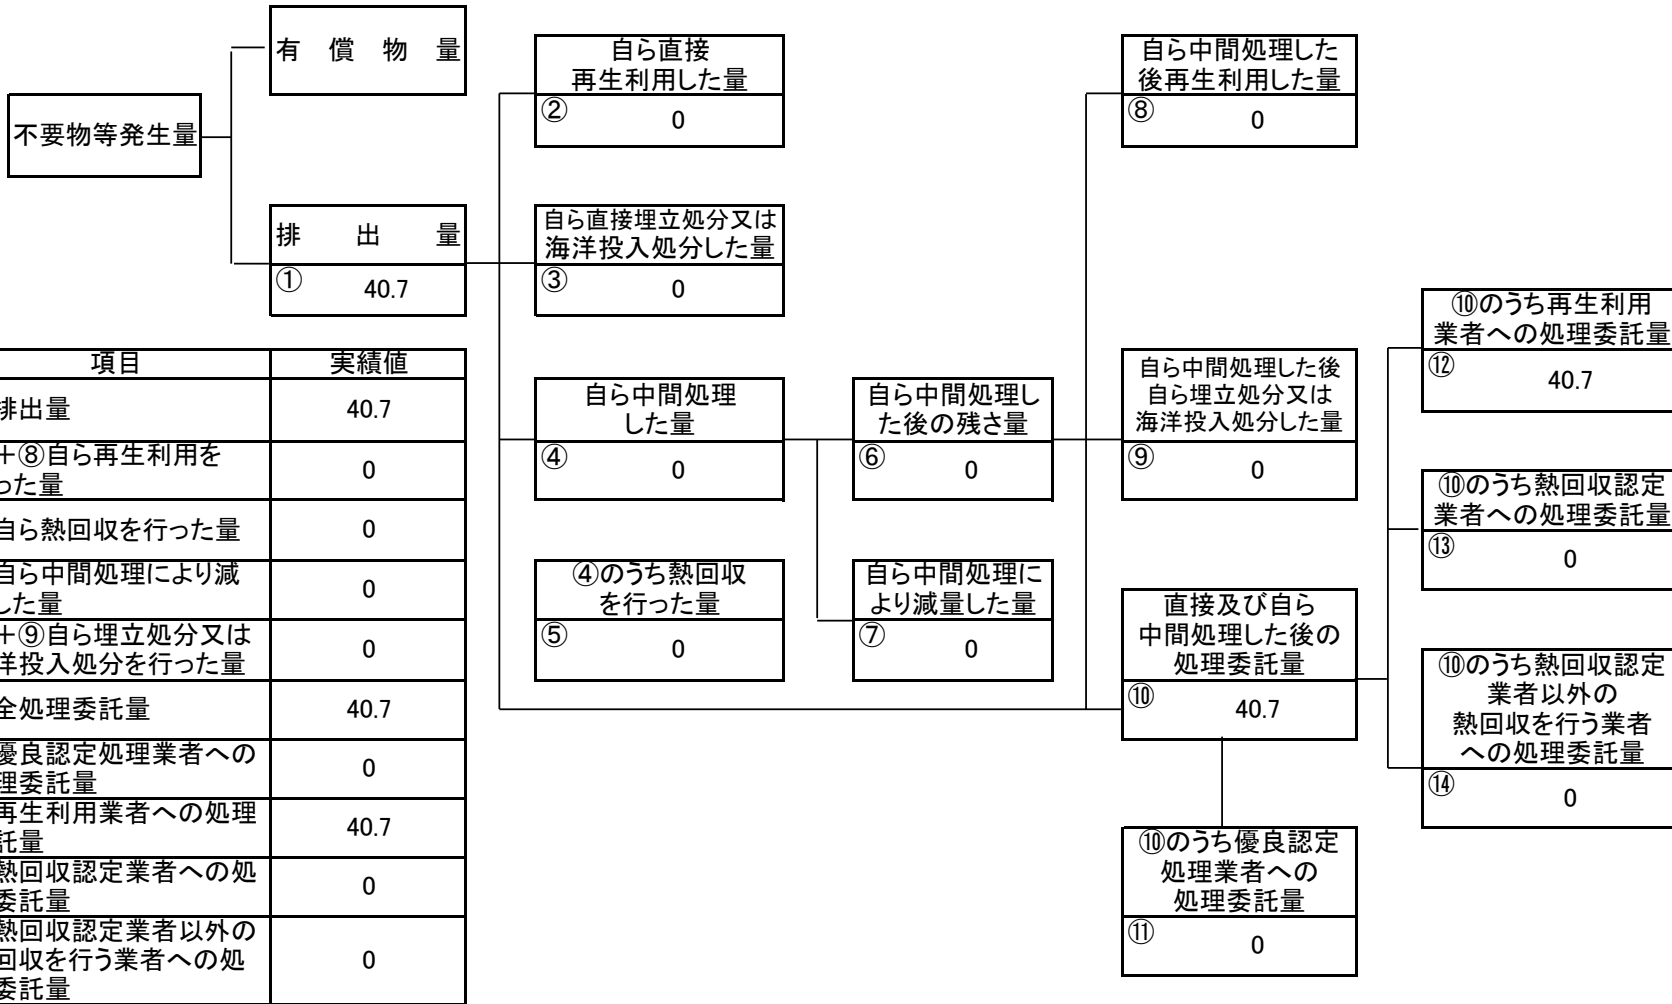 有償物量
不要物等発生量
排出量
①
40.7
自ら直接
再生利用した量
②
0
自ら直接埋立処分又は
海洋投入処分した量
③
0
自ら中間処理
した量
④
0
④のうち熱回収
を行った量
⑤
0
自ら中間処理し
た後の残さ量
⑥
0
自ら中間処理に
より減量した量
⑦
0
自ら中間処理した
後再生利用した量
⑧
0
自ら中間処理した後
自ら埋立処分又は
海洋投入処分した量
⑨
0
直接及び自ら
中間処理した後の
処理委託量
⑩
40.7
⑩のうち優良認定
処理業者への
処理委託量
⑪
0
⑩のうち再生利用
業者への処理委託量
⑫
40.7
⑩のうち熱回収認定
業者への処理委託量
⑬
0
⑩のうち熱回収認定
業者以外の
熱回収を行う業者
への処理委託量
⑭
0
項目 実績値
排出量 40.7
+⑧自ら再生利用を
った量 0
自ら熱回収を行った量 0
自ら中間処理により減
した量 0
+⑨自ら埋立処分又は
洋投入処分を行った量 0
全処理委託量 40.7
優良認定処理業者への
理委託量 0
再生利用業者への処理
託量 40.7
熱回収認定業者への処
委託量 0
熱回収認定業者以外の
回収を行う業者への処
委託量 0